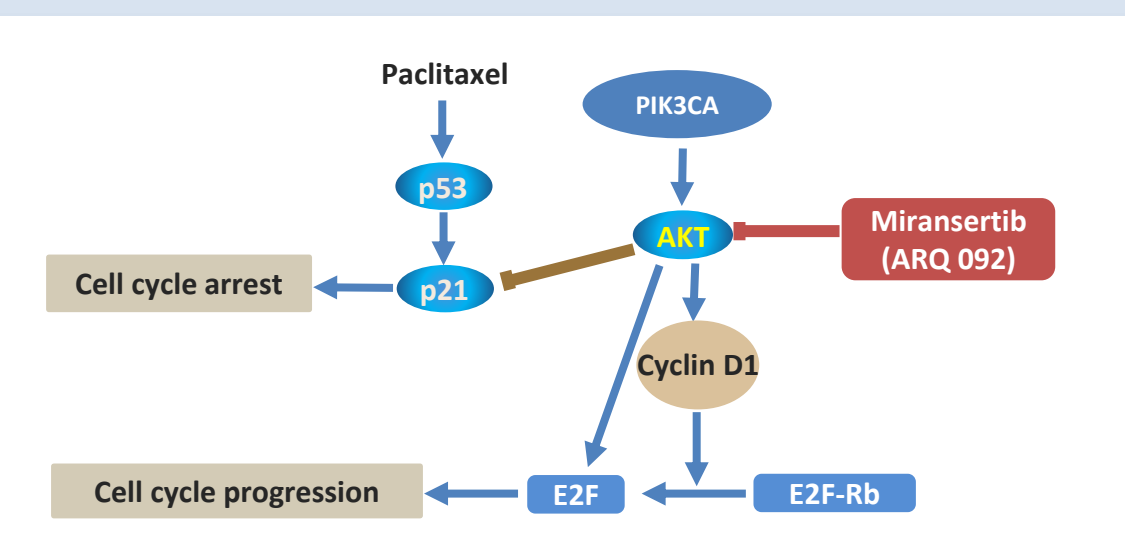 Paclitaxel
PIK3CA
p53
Miransertib
(ARQ 092)
AKT
Cell cycle arrest
p21
Cyclin D1
Cell cycle progression
E2F
E2F-Rb